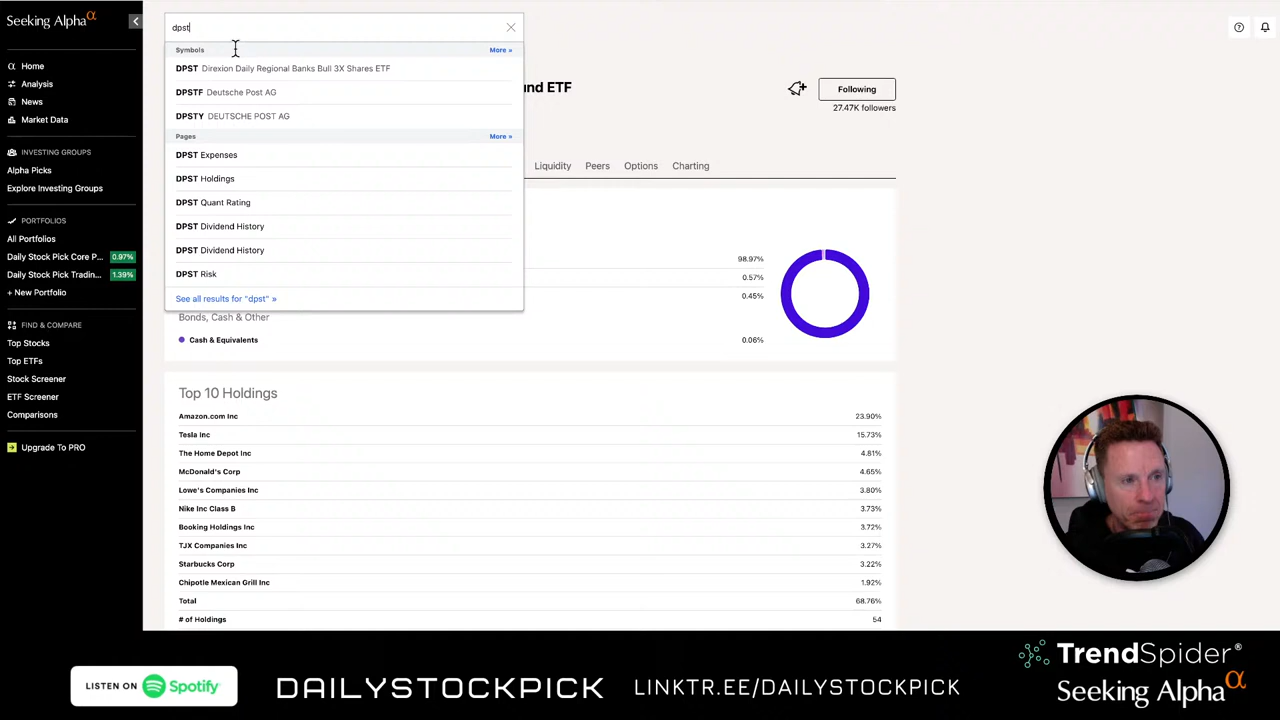 Seeking Alpha α
dpst
Symbols More »
DPST Direxion Daily Regional Banks Bull 3X Shares ETF
DPSTF Deutsche Post AG
DPSTY DEUTSCHE POST AG
Pages More »
DPST Expenses
DPST Holdings
DPST Quant Rating
DPST Dividend History
DPST Dividend History
DPST Risk
See all results for "dpst" »
Home
Analysis
News
Market Data
INVESTING GROUPS
Alpha Picks
Explore Investing Groups
PORTFOLIOS
All Portfolios
Daily Stock Pick Core P... 0.97%
Daily Stock Pick Tradin... 1.39%
+ New Portfolio
FIND & COMPARE
Top Stocks
Top ETFs
Stock Screener
ETF Screener
Comparisons
Upgrade To PRO
und ETF
Following
27.47K followers
Liquidity Peers Options Charting
98.97%
0.57%
0.45%
Bonds, Cash & Other
Cash & Equivalents 0.06%
Top 10 Holdings
Amazon.com Inc 23.90%
Tesla Inc 15.73%
The Home Depot Inc 4.81%
McDonald's Corp 4.65%
Lowe's Companies Inc 3.80%
Nike Inc Class B 3.73%
Booking Holdings Inc 3.72%
TJX Companies Inc 3.27%
Starbucks Corp 3.22%
Chipotle Mexican Grill Inc 1.92%
Total 68.76%
# of Holdings 54
LISTEN ON Spotify
DAILYSTOCKPICK
LINKTR.EE/DAILYSTOCKPICK
TrendSpider®
Seeking Alpha α